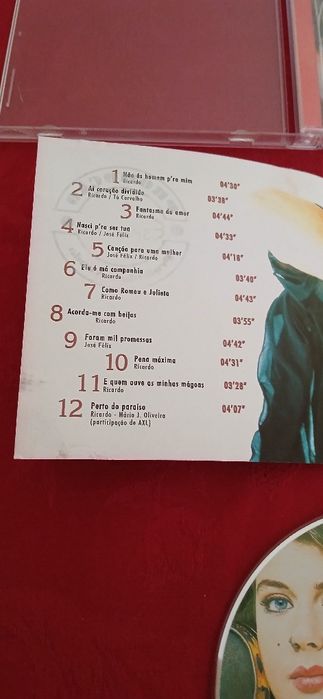 1 Não és homem p'ra mim
Ricardo
04'30"
2 Ai coração dividido
Ricardo / Tó Carvalho
03'38"
3 Fantasma do amor
Ricardo
04'44"
4 Nasci p'ra ser tua
Ricardo / José Félix
04'33"
5 Canção para uma mulher
José Félix / Ricardo
04'18"
6 Ela é má companhia
Ricardo
03'40"
7 Como Romeu e Julieta
Ricardo
04'43"
8 Acorda-me com beijos
Ricardo
03'55"
9 Foram mil promessas
José Félix
04'42"
10 Pena máxima
Ricardo
04'31"
11 E quem ouve as minhas mágoas
Ricardo
03'28"
12 Perto do paraíso
Ricardo - Mário J. Oliveira
(participação de AXL)
04'07"